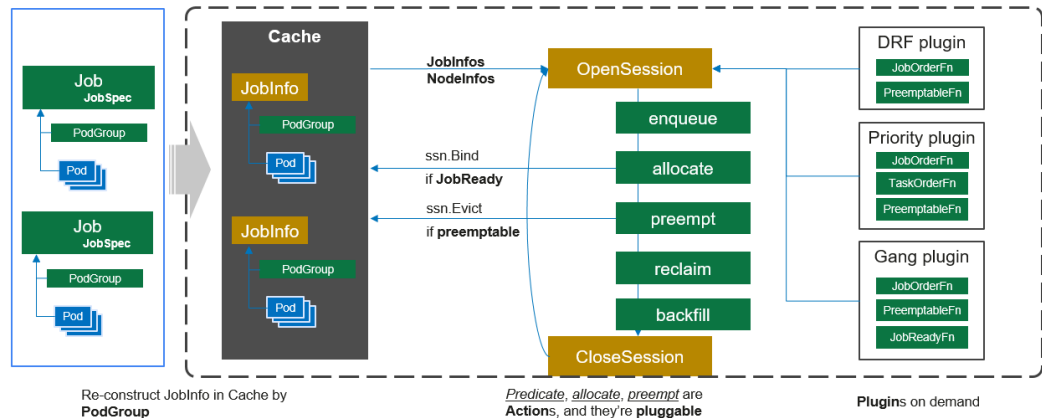 Job
JobSpec
PodGroup
Pod
Job
JobSpec
PodGroup
Pod
Re-construct JobInfo in Cache by
PodGroup
Cache
JobInfo
PodGroup
Pod
JobInfo
PodGroup
Pod
JobInfos
NodeInfos
ssn.Bind
if JobReady
ssn.Evict
if preemptable
OpenSession
enqueue
allocate
preempt
reclaim
backfill
CloseSession
Predicate, allocate, preempt are
Actions, and they're pluggable
DRF plugin
JobOrderFn
PreemptableFn
Priority plugin
JobOrderFn
TaskOrderFn
PreemptableFn
Gang plugin
JobOrderFn
PreemptableFn
JobReadyFn
Plugins on demand